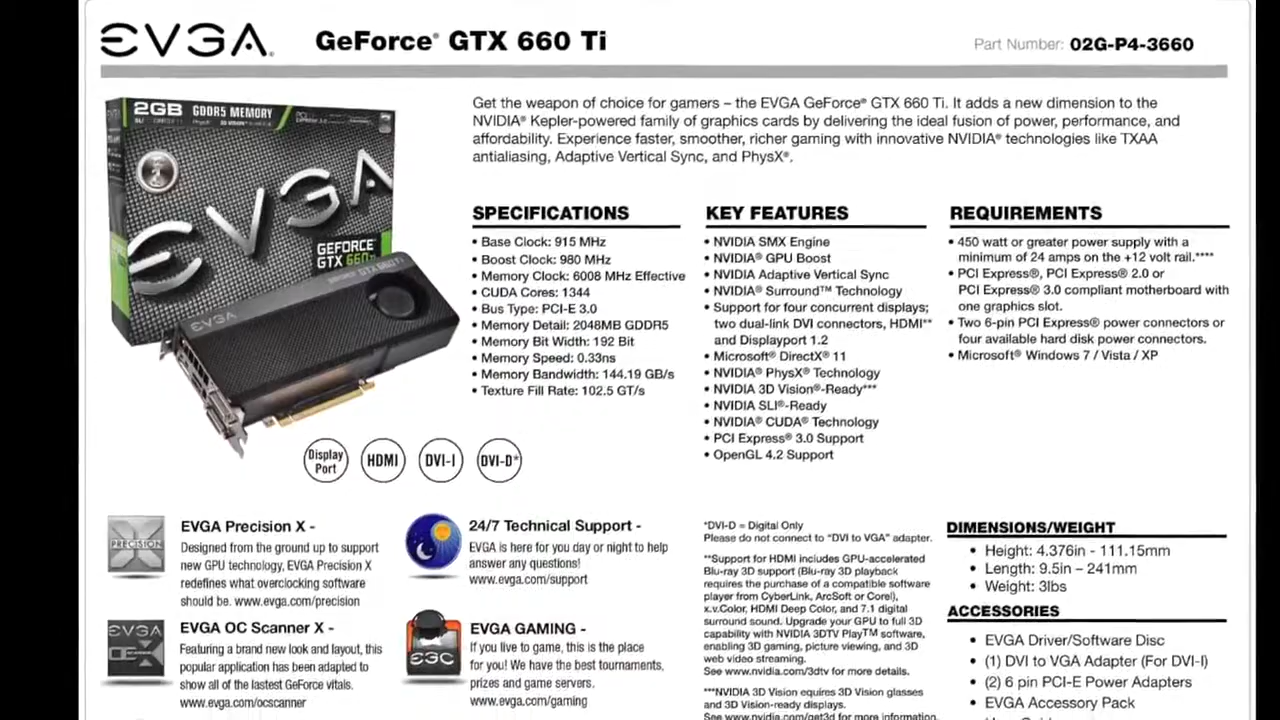 EVGA
GeForce® GTX 660 Ti
Part Number: 02G-P4-3660
2GB GDDR5 MEMORY
EVGA
GEFORCE
GTX 660Ti
EVGA
Get the weapon of choice for gamers – the EVGA GeForce® GTX 660 Ti. It adds a new dimension to the
NVIDIA® Kepler-powered family of graphics cards by delivering the ideal fusion of power, performance, and
affordability. Experience faster, smoother, richer gaming with innovative NVIDIA® technologies like TXAA
antialiasing, Adaptive Vertical Sync, and PhysX®.
SPECIFICATIONS
• Base Clock: 915 MHz
• Boost Clock: 980 MHz
• Memory Clock: 6008 MHz Effective
• CUDA Cores: 1344
• Bus Type: PCI-E 3.0
• Memory Detail: 2048MB GDDR5
• Memory Bit Width: 192 Bit
• Memory Speed: 0.33ns
• Memory Bandwidth: 144.19 GB/s
• Texture Fill Rate: 102.5 GT/s
KEY FEATURES
• NVIDIA SMX Engine
• NVIDIA® GPU Boost
• NVIDIA Adaptive Vertical Sync
• NVIDIA® Surround™ Technology
• Support for four concurrent displays;
two dual-link DVI connectors, HDMI**
and Displayport 1.2
• Microsoft® DirectX® 11
• NVIDIA® PhysX® Technology
• NVIDIA 3D Vision®-Ready***
• NVIDIA SLI®-Ready
• NVIDIA® CUDA® Technology
• PCI Express® 3.0 Support
• OpenGL 4.2 Support
REQUIREMENTS
• 450 watt or greater power supply with a
minimum of 24 amps on the +12 volt rail.****
• PCI Express®, PCI Express® 2.0 or
PCI Express® 3.0 compliant motherboard with
one graphics slot.
• Two 6-pin PCI Express® power connectors or
four available hard disk power connectors.
• Microsoft® Windows 7 / Vista / XP
Display
Port
HDMI
DVI-I
DVI-D*
PRECISION
EVGA Precision X -
Designed from the ground up to support
new GPU technology, EVGA Precision X
redefines what overclocking software
should be. www.evga.com/precision
EVGA
EVGA OC Scanner X -
Featuring a brand new look and layout, this
popular application has been adapted to
show all of the lastest GeForce vitals.
www.evga.com/ocscanner
24/7 Technical Support -
EVGA is here for you day or night to help
answer any questions!
www.evga.com/support
EVGA GAMING -
If you live to game, this is the place
for you! We have the best tournaments,
prizes and game servers.
www.evga.com/gaming
*DVI-D = Digital Only
Please do not connect to “DVI to VGA” adapter.
**Support for HDMI includes GPU-accelerated
Blu-ray 3D support (Blu-ray 3D playback
requires the purchase of a compatible software
player from CyberLink, ArcSoft or Corel),
x.v.Color, HDMI Deep Color, and 7.1 digital
surround sound. Upgrade your GPU to full 3D
capability with NVIDIA 3DTV Play™ software,
enabling 3D gaming, picture viewing, and 3D
web video streaming.
See www.nvidia.com/3dtv for more details.
***NVIDIA 3D Vision equires 3D Vision glasses
and 3D Vision-ready displays.
See www.nvidia.com/get3d for more information.
DIMENSIONS/WEIGHT
• Height: 4.376in - 111.15mm
• Length: 9.5in – 241mm
• Weight: 3lbs
ACCESSORIES
• EVGA Driver/Software Disc
• (1) DVI to VGA Adapter (For DVI-I)
• (2) 6 pin PCI-E Power Adapters
• EVGA Accessory Pack